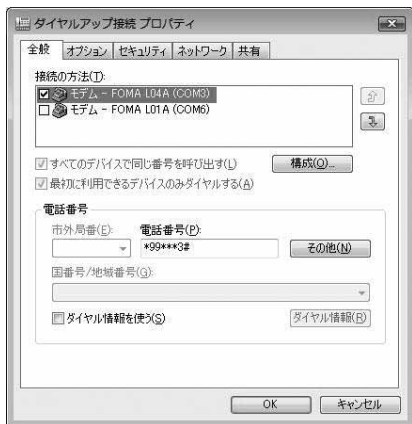 ダイヤルアップ接続 プロパティ
全般 オプション セキュリティ ネットワーク 共有
接続の方法(T):
モデム - FOMA L04A (COM3)
モデム - FOMA L01A (COM6)
すべてのデバイスで同じ番号を呼び出す(L) 構成(O)...
最初に利用できるデバイスのみダイヤルする(A)
電話番号
市外局番(E): 電話番号(P):
*99***3# その他(N)
国番号/地域番号(G):
ダイヤル情報を使う(S) ダイヤル情報(R)
OK キャンセル